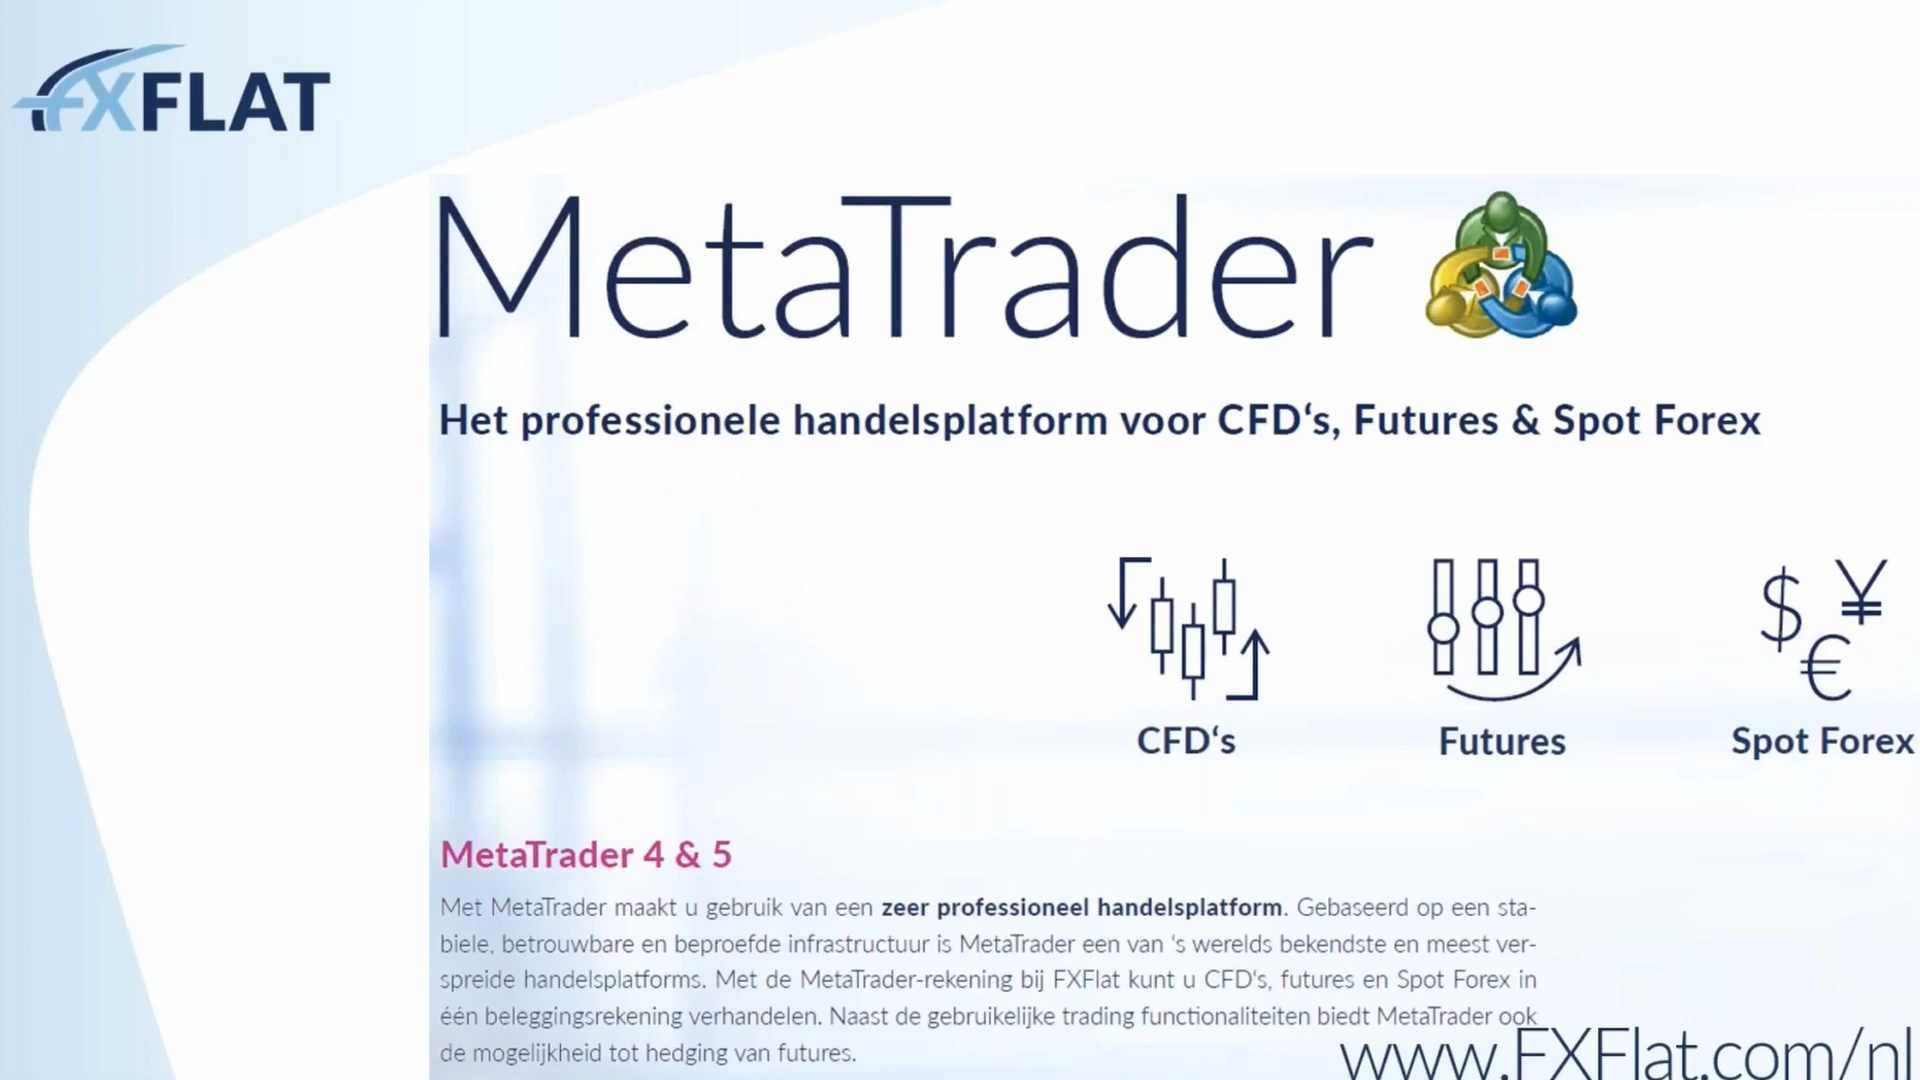 FXFLAT
MetaTrader
Het professionele handelsplatform voor CFD‘s, Futures & Spot Forex
$ ¥
€
CFD‘s Futures Spot Forex
MetaTrader 4 & 5
Met MetaTrader maakt u gebruik van een zeer professioneel handelsplatform. Gebaseerd op een sta-
biele, betrouwbare en beproefde infrastructuur is MetaTrader een van ‘s werelds bekendste en meest ver-
spreide handelsplatforms. Met de MetaTrader-rekening bij FXFlat kunt u CFD's, futures en Spot Forex in
één beleggingsrekening verhandelen. Naast de gebruikelijke trading functionaliteiten biedt MetaTrader ook
de mogelijkheid tot hedging van futures.
www.FXFlat.com/nl